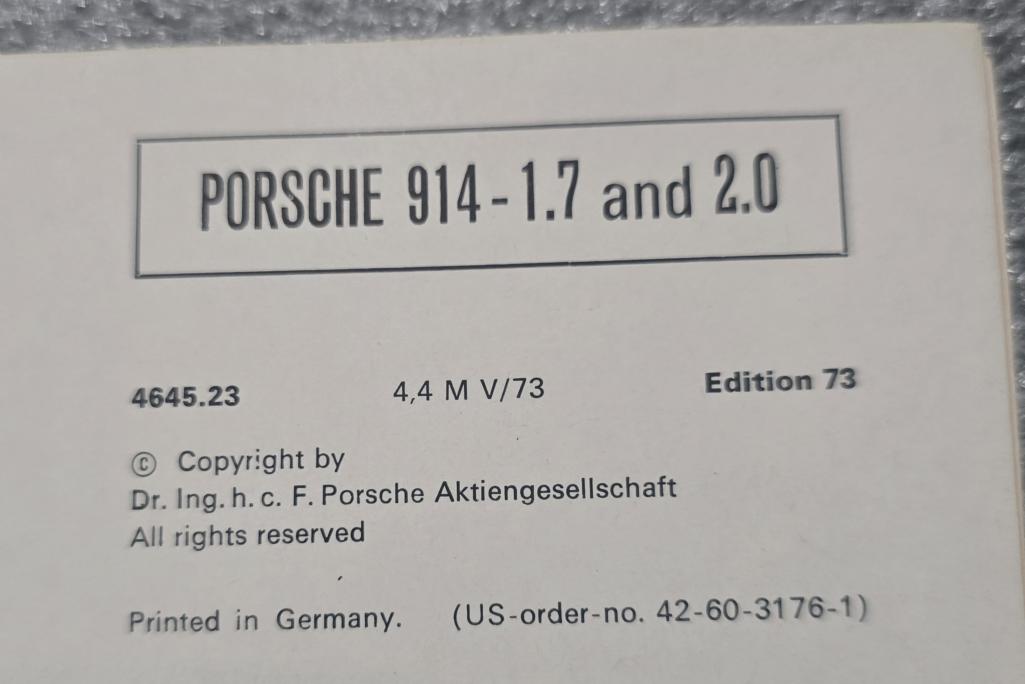 PORSCHE 914-1.7 and 2.0
4645.23 4,4 M V/73 Edition 73
© Copyright by
Dr. Ing. h. c. F. Porsche Aktiengesellschaft
All rights reserved
Printed in Germany. (US-order-no. 42-60-3176-1)